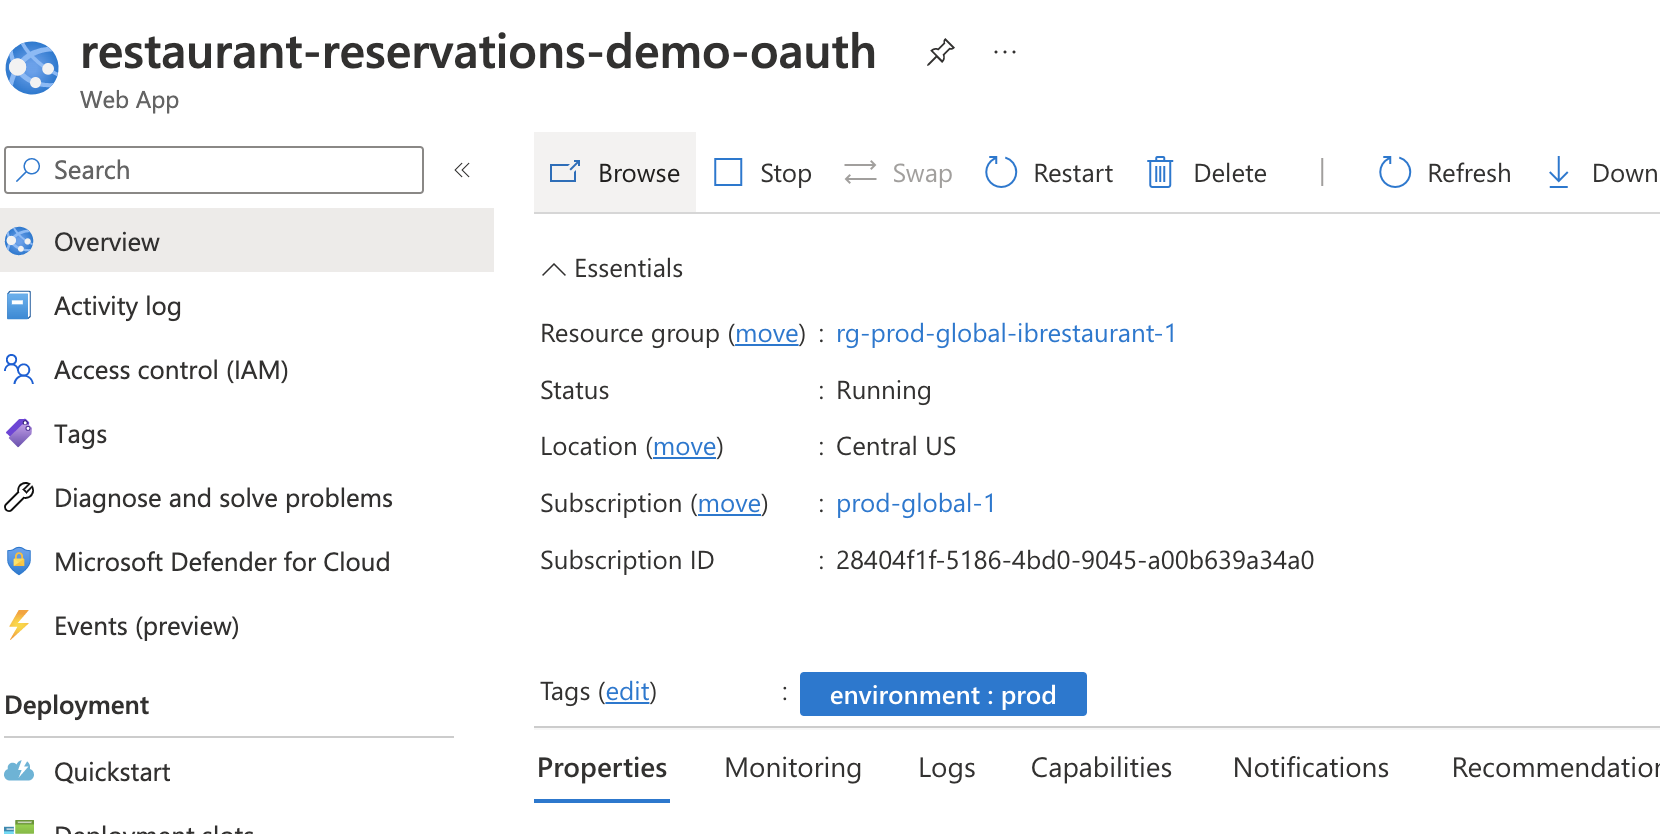 restaurant-reservations-demo-oauth
Web App
Search
Overview
Activity log
Access control (IAM)
Tags
Diagnose and solve problems
Microsoft Defender for Cloud
Events (preview)
Deployment
Quickstart
Deployment slots
Browse Stop Swap Restart Delete | Refresh Down
Essentials
Resource group (move) : rg-prod-global-ibrestaurant-1
Status : Running
Location (move) : Central US
Subscription (move) : prod-global-1
Subscription ID : 28404f1f-5186-4bd0-9045-a00b639a34a0
Tags (edit) : environment : prod
Properties Monitoring Logs Capabilities Notifications Recommendation